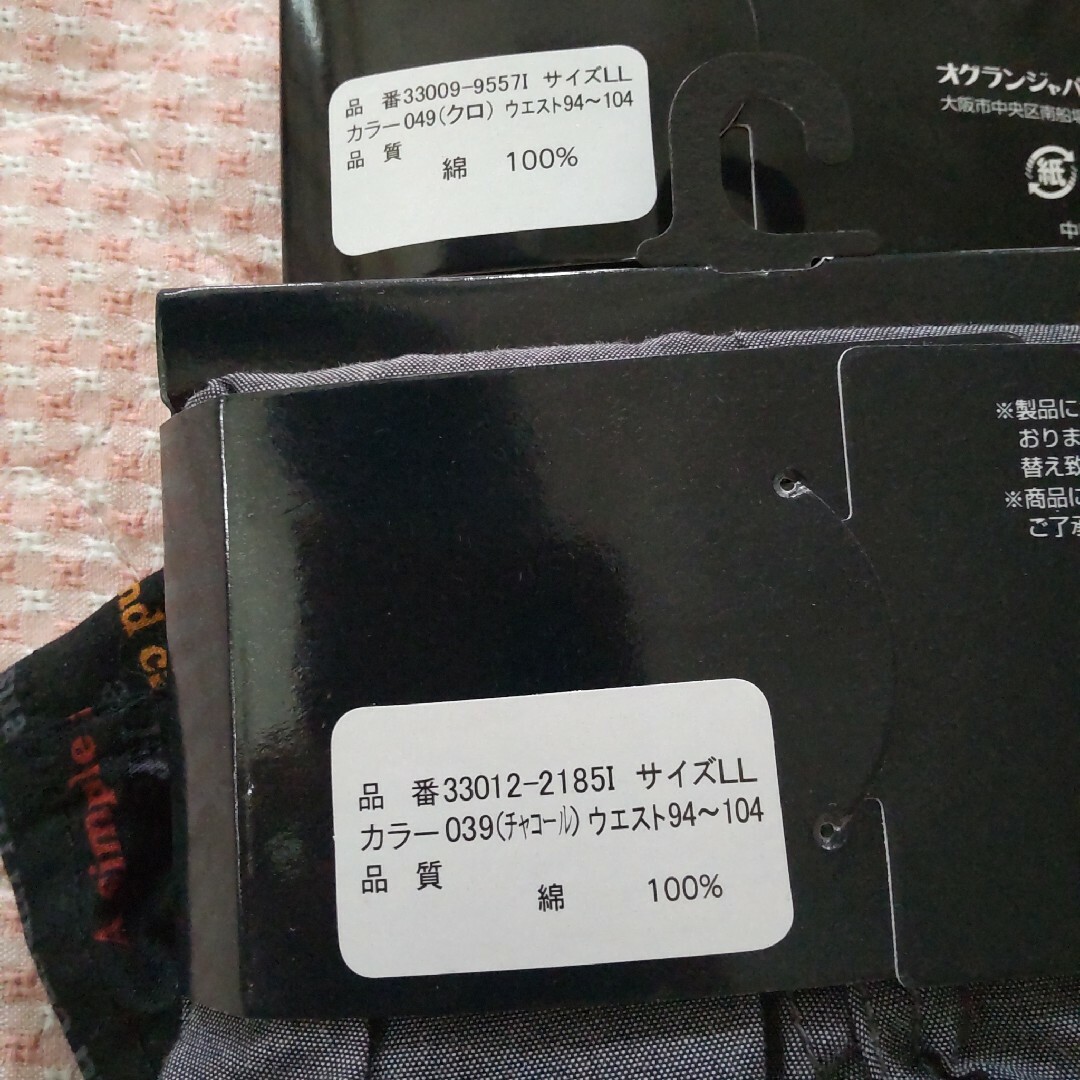 品 番33009-9557I サイズLL
カラー049(クロ) ウエスト94〜104
品 質
綿 100%
オグランジャパ
大阪市中央区南船場
紙
中
※製品に
おりま
替え致
※商品に
ご了承
品 番33012-2185I サイズLL
カラー039(チャコール) ウエスト94〜104
品 質
綿 100%
A simple